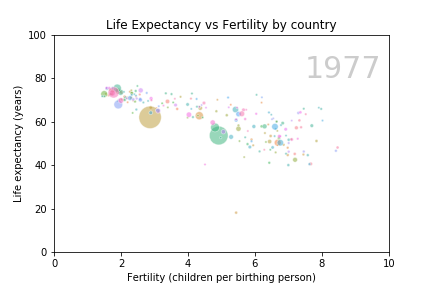 Life Expectancy vs Fertility by country
100
80
60
40
20
0
Life expectancy (years)
1977
0 2 4 6 8 10
Fertility (children per birthing person)